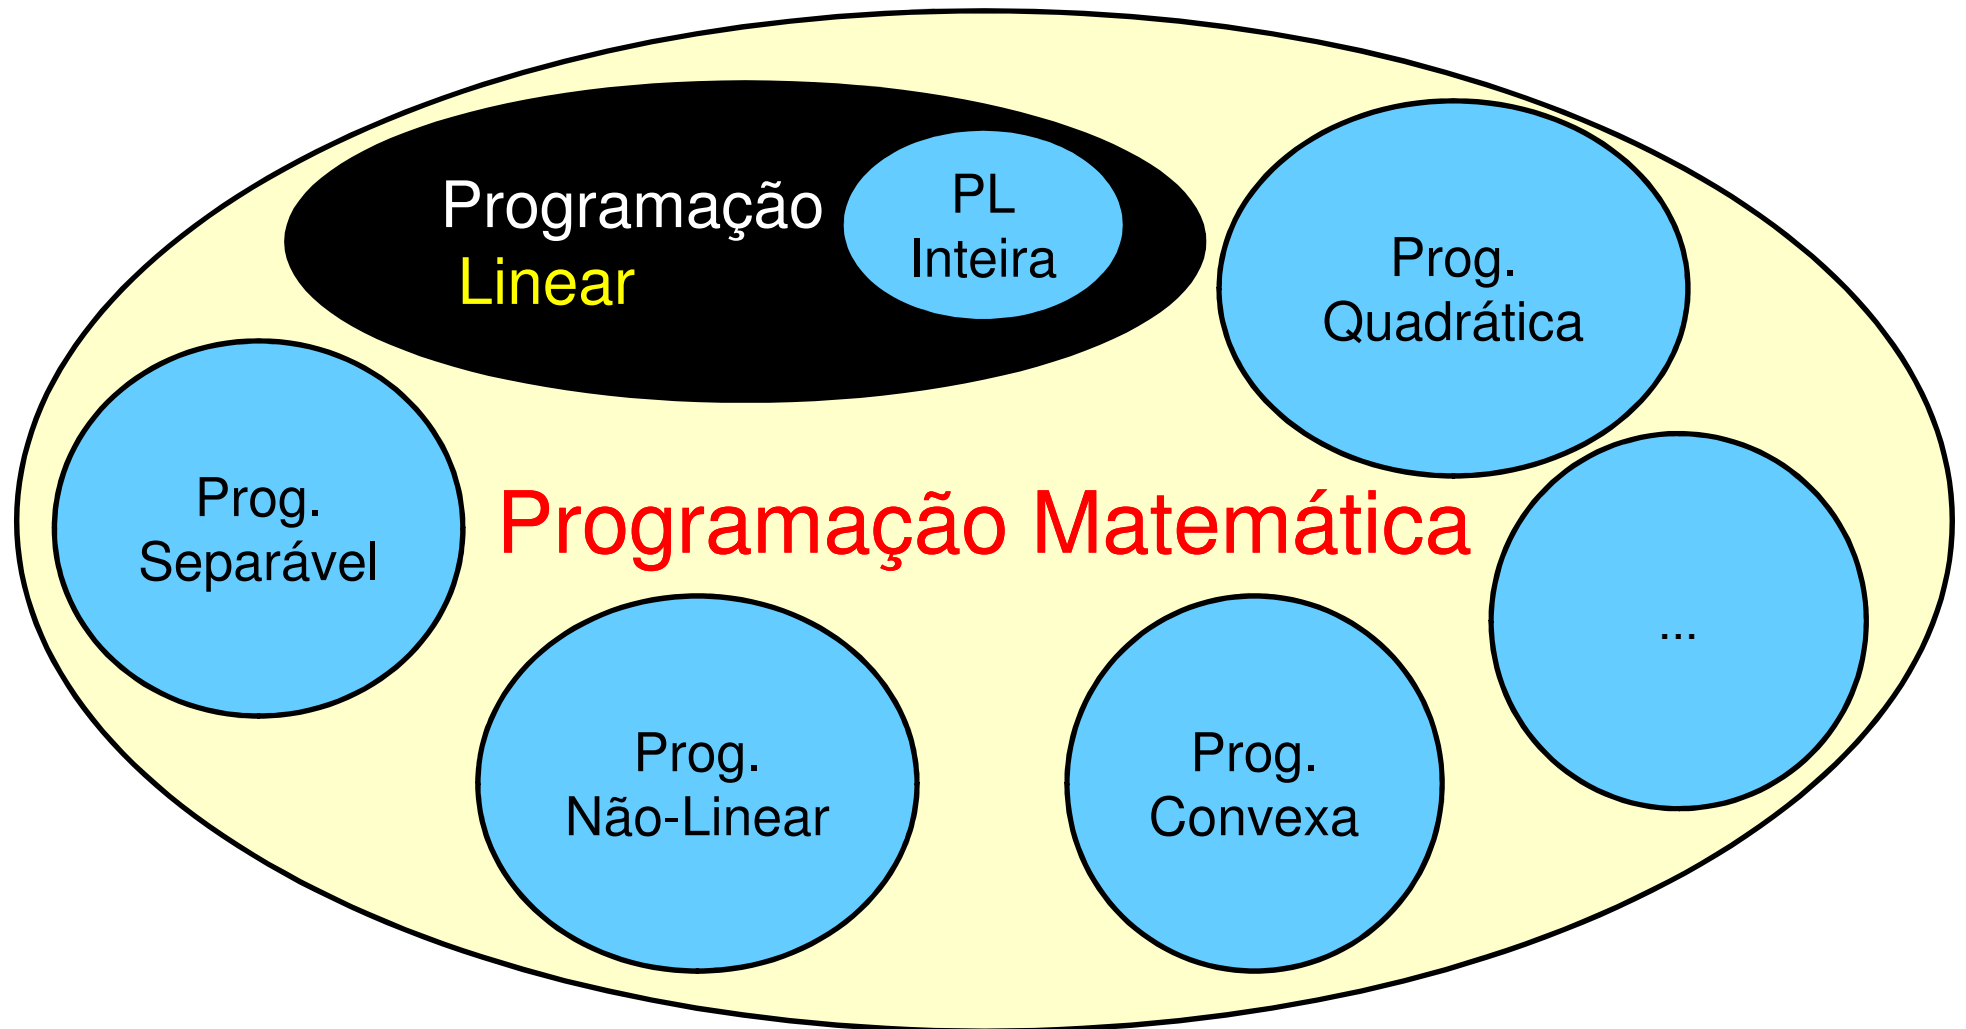 Programação
Linear
PL
Inteira
Prog.
Quadrática
Prog.
Separável
Programação Matemática
...
Prog.
Não-Linear
Prog.
Convexa